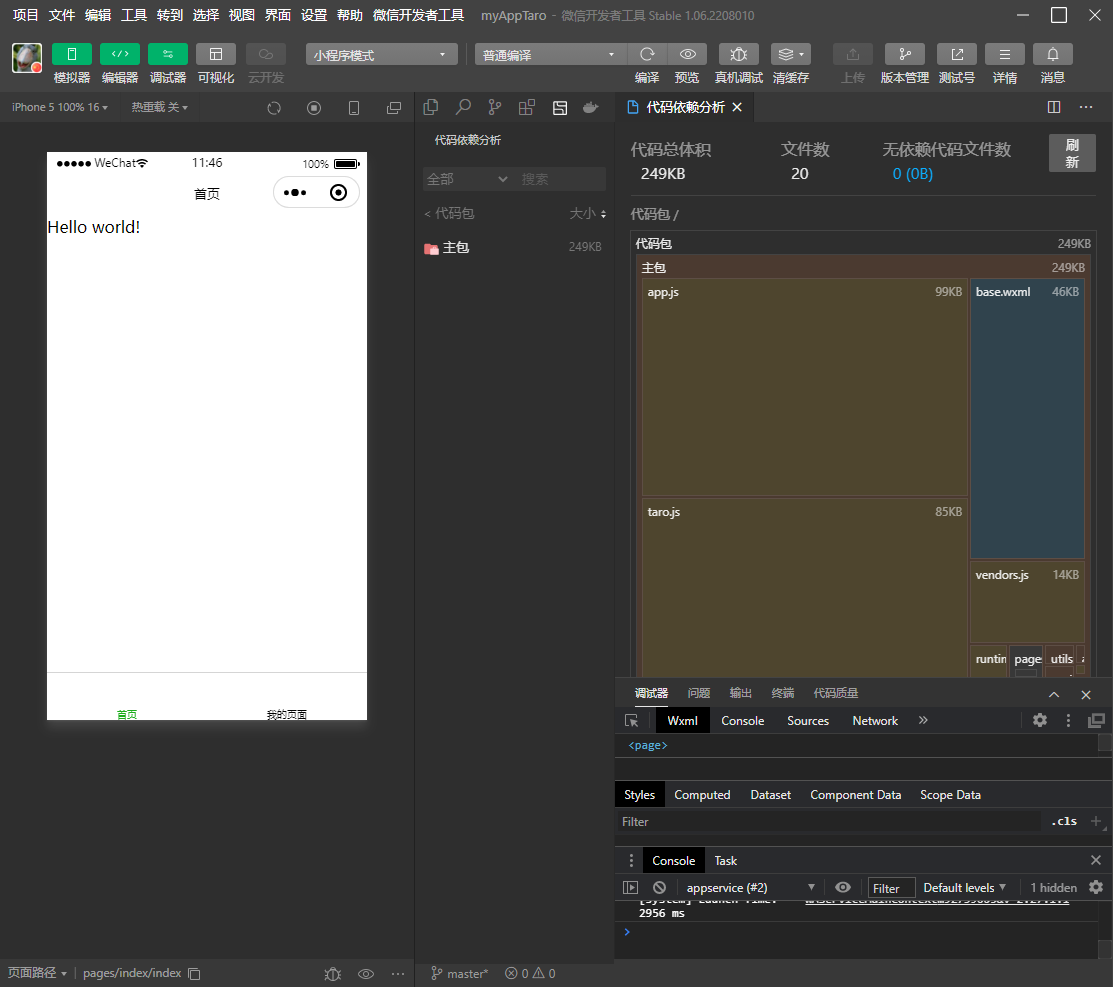 项目 文件 编辑 工具 转到 选择 视图 界面 设置 帮助 微信开发者工具 myAppTaro - 微信开发者工具 Stable 1.06.2208010
小程序模式 普通编译
模拟器 编辑器 调试器 可视化 云开发 编译 预览 真机调试 清缓存 上传 版本管理 测试号 详情 消息
iPhone 5 100% 16 热重载 关
代码依赖分析
WeChat 11:46 100%
首页
Hello world!
首页 我的页面
代码依赖分析
全部 搜索
< 代码包 大小
主包 249KB
代码总体积 文件数 无依赖代码文件数 刷新
249KB 20 0 (0B)
代码包 /
代码包 249KB
主包 249KB
app.js 99KB base.wxml 46KB
taro.js 85KB
vendors.js 14KB
runtin page utils
调试器 问题 输出 终端 代码质量
Wxml Console Sources Network »
<page>
Styles Computed Dataset Component Data Scope Data
Filter .cls +
Console Task
appservice (#2) Filter Default levels 1 hidden
2956 ms
>
页面路径 pages/index/index
master* 0 0